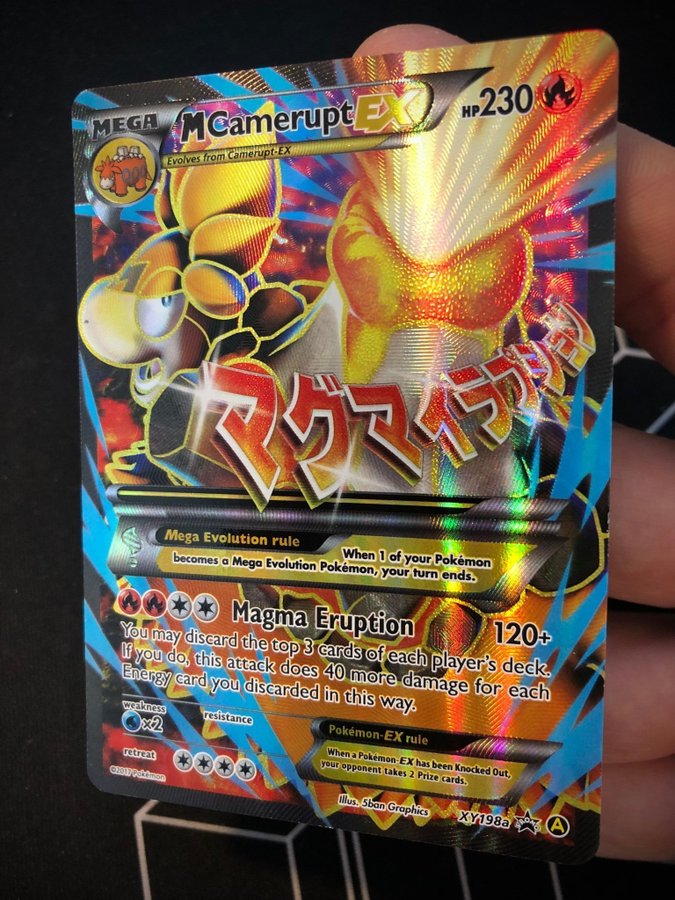 MEGA
MCameruptEX
HP230
Evolves from Camerupt-EX
マグマイラプション
Mega Evolution rule
When 1 of your Pokémon
becomes a Mega Evolution Pokémon, your turn ends.
Magma Eruption 120+
You may discard the top 3 cards of each player's deck.
If you do, this attack does 40 more damage for each
Energy card you discarded in this way.
weakness
×2
resistance
retreat
Pokémon-EX rule
When a Pokémon-EX has been Knocked Out,
your opponent takes 2 Prize cards.
©2017 Pokémon
Illus. 5ban Graphics
XY198a
A